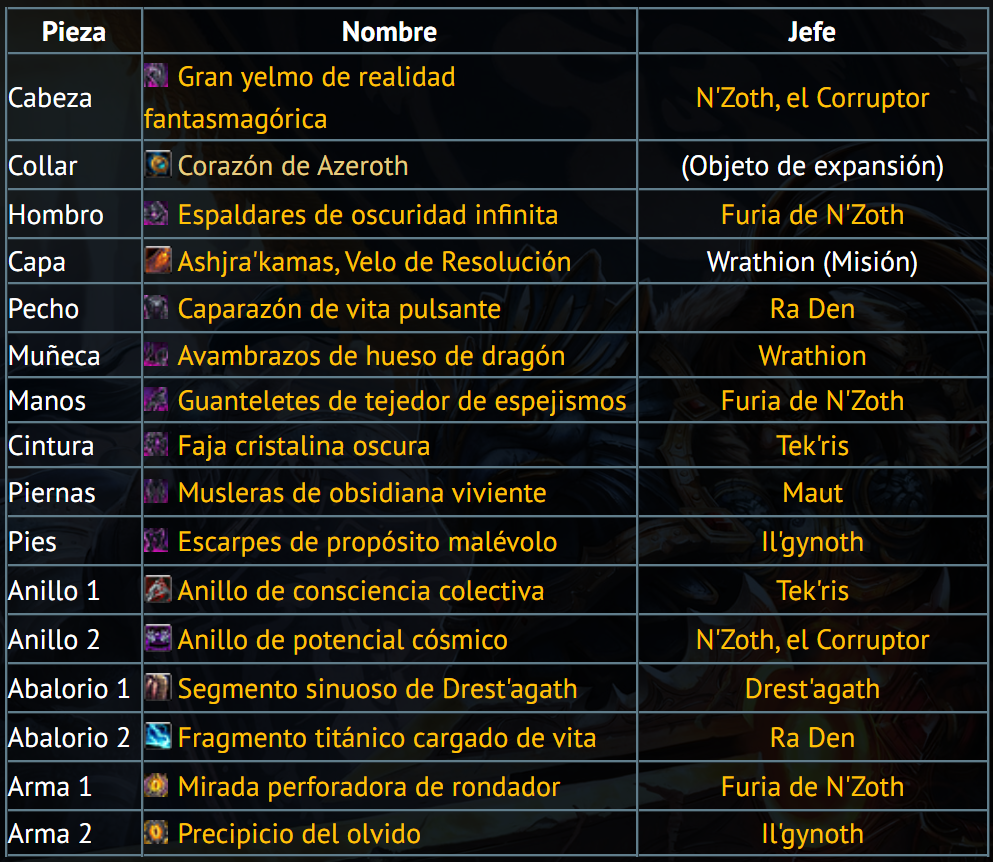 Pieza Nombre Jefe
Cabeza Gran yelmo de realidad fantasmagórica N'Zoth, el Corruptor
Collar Corazón de Azeroth (Objeto de expansión)
Hombro Espaldares de oscuridad infinita Furia de N'Zoth
Capa Ashjra'kamas, Velo de Resolución Wrathion (Misión)
Pecho Caparazón de vita pulsante Ra Den
Muñeca Avambrazos de hueso de dragón Wrathion
Manos Guanteletes de tejedor de espejismos Furia de N'Zoth
Cintura Faja cristalina oscura Tek'ris
Piernas Musleras de obsidiana viviente Maut
Pies Escarpes de propósito malévolo Il'gynoth
Anillo 1 Anillo de consciencia colectiva Tek'ris
Anillo 2 Anillo de potencial cósmico N'Zoth, el Corruptor
Abalorio 1 Segmento sinuoso de Drest'agath Drest'agath
Abalorio 2 Fragmento titánico cargado de vita Ra Den
Arma 1 Mirada perforadora de rondador Furia de N'Zoth
Arma 2 Precipicio del olvido Il'gynoth